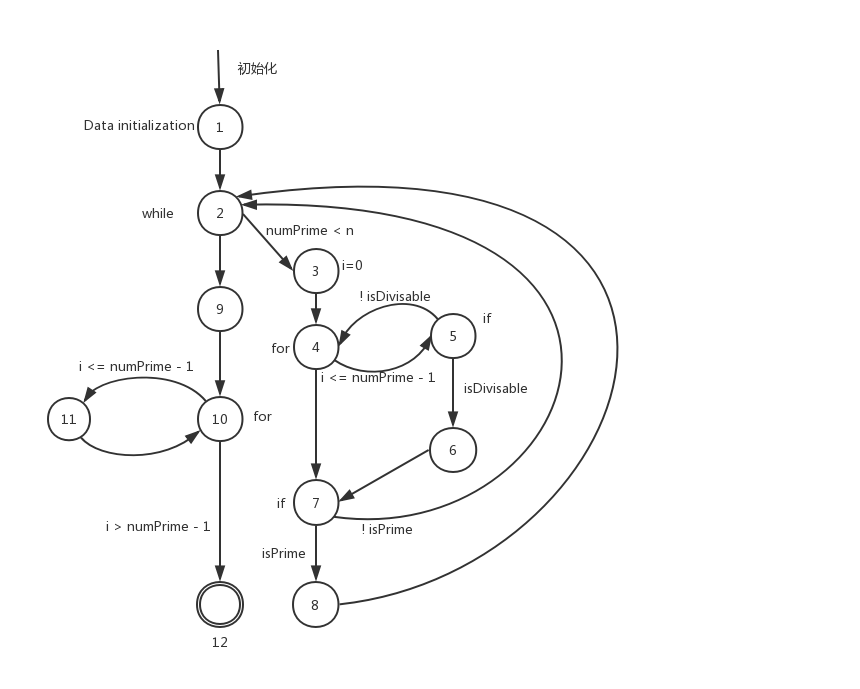 初始化
Data initialization
1
while
2
numPrime < n
3
i=0
! isDivisable
if
5
for
4
9
i <= numPrime - 1
i <= numPrime - 1
isDivisable
11
10
for
6
if
7
i > numPrime - 1
! isPrime
isPrime
8
12